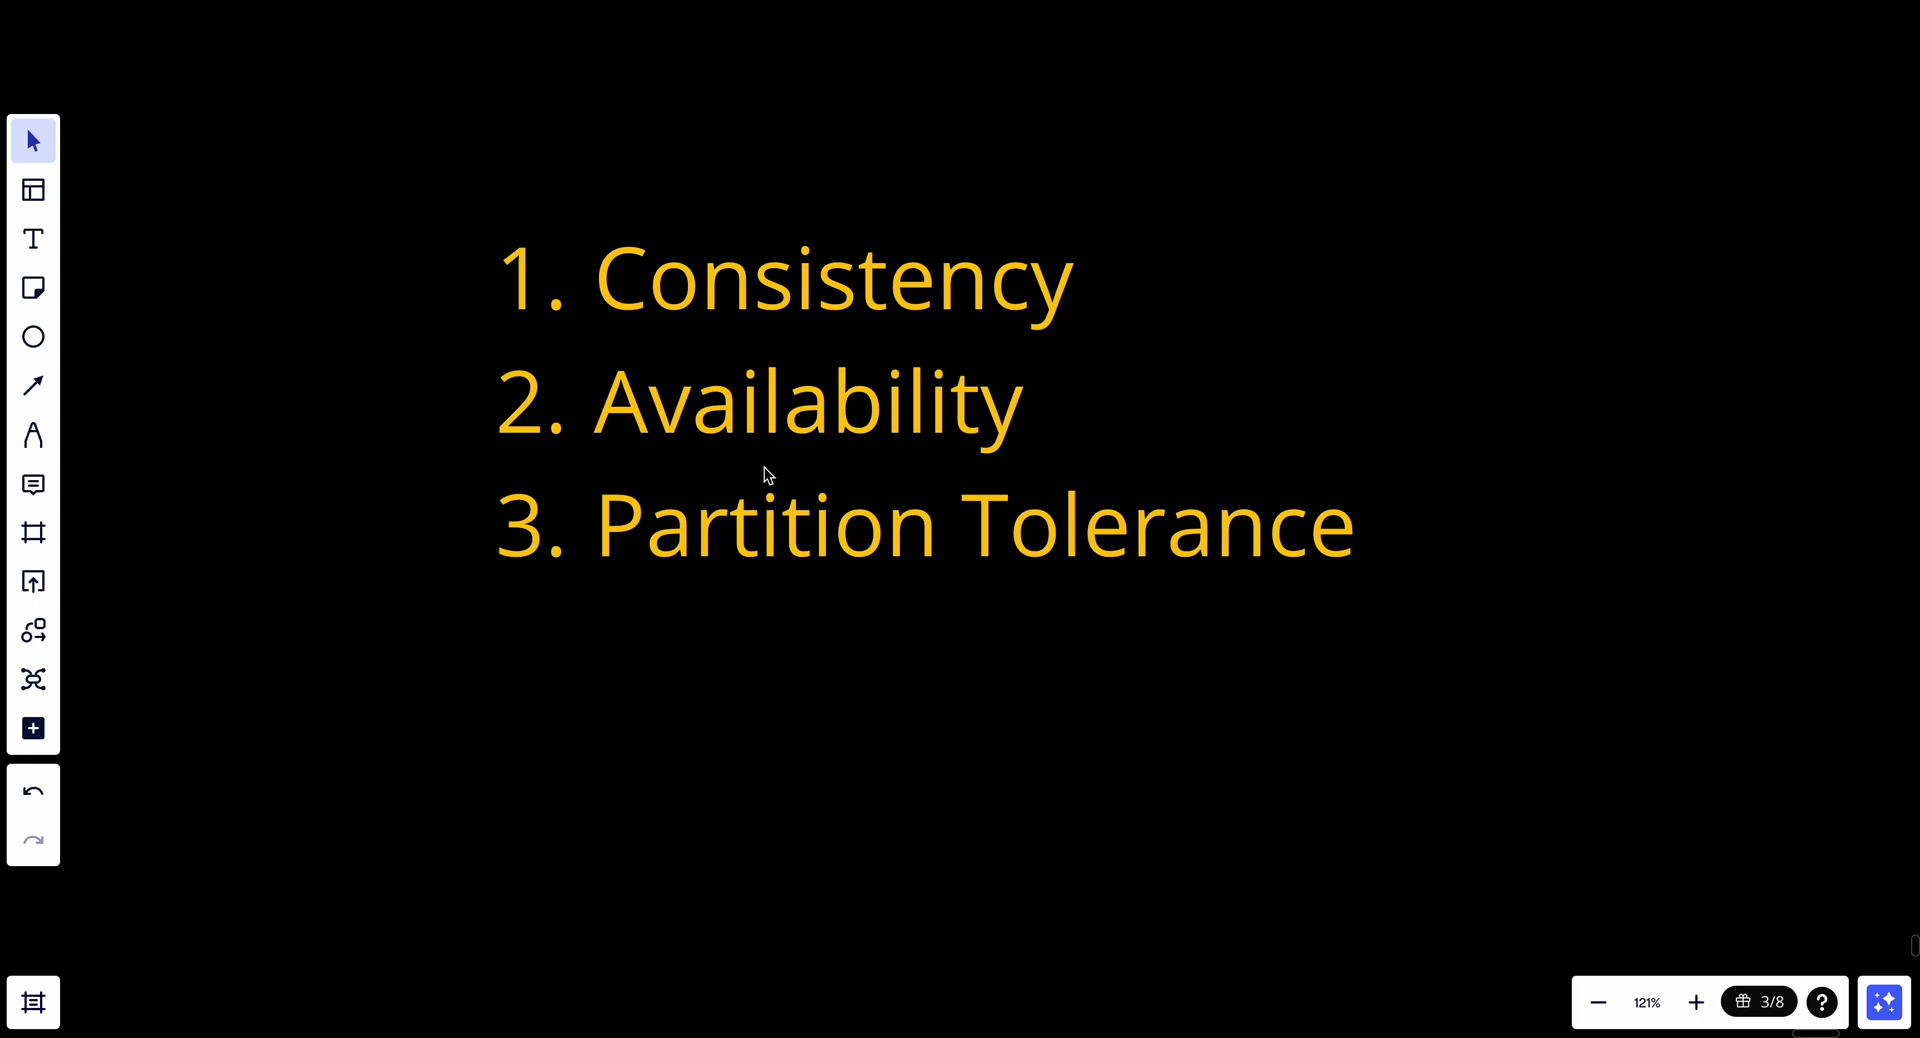 1. Consistency
2. Availability
3. Partition Tolerance
121%
3/8
?